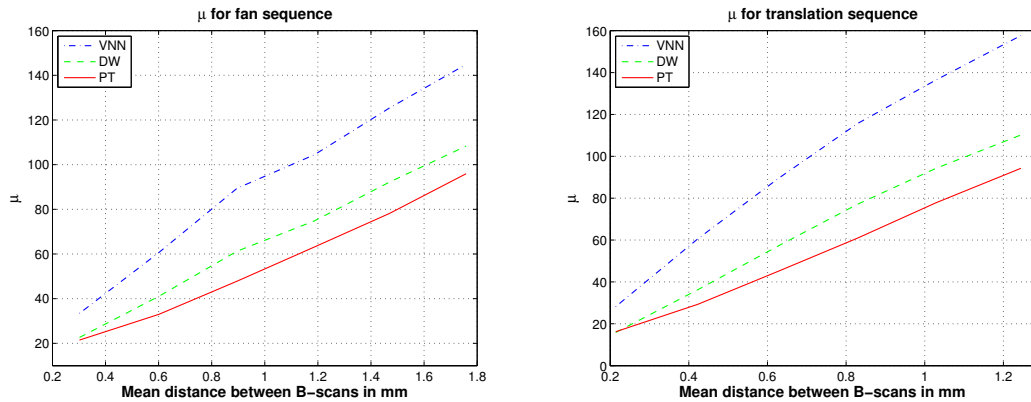 μ for fan sequence
160
140
120
100
80
60
40
20
μ
VNN
DW
PT
0.2 0.4 0.6 0.8 1 1.2 1.4 1.6 1.8
Mean distance between B-scans in mm
μ for translation sequence
160
140
120
100
80
60
40
20
0
μ
VNN
DW
PT
0.2 0.4 0.6 0.8 1 1.2
Mean distance between B-scans in mm